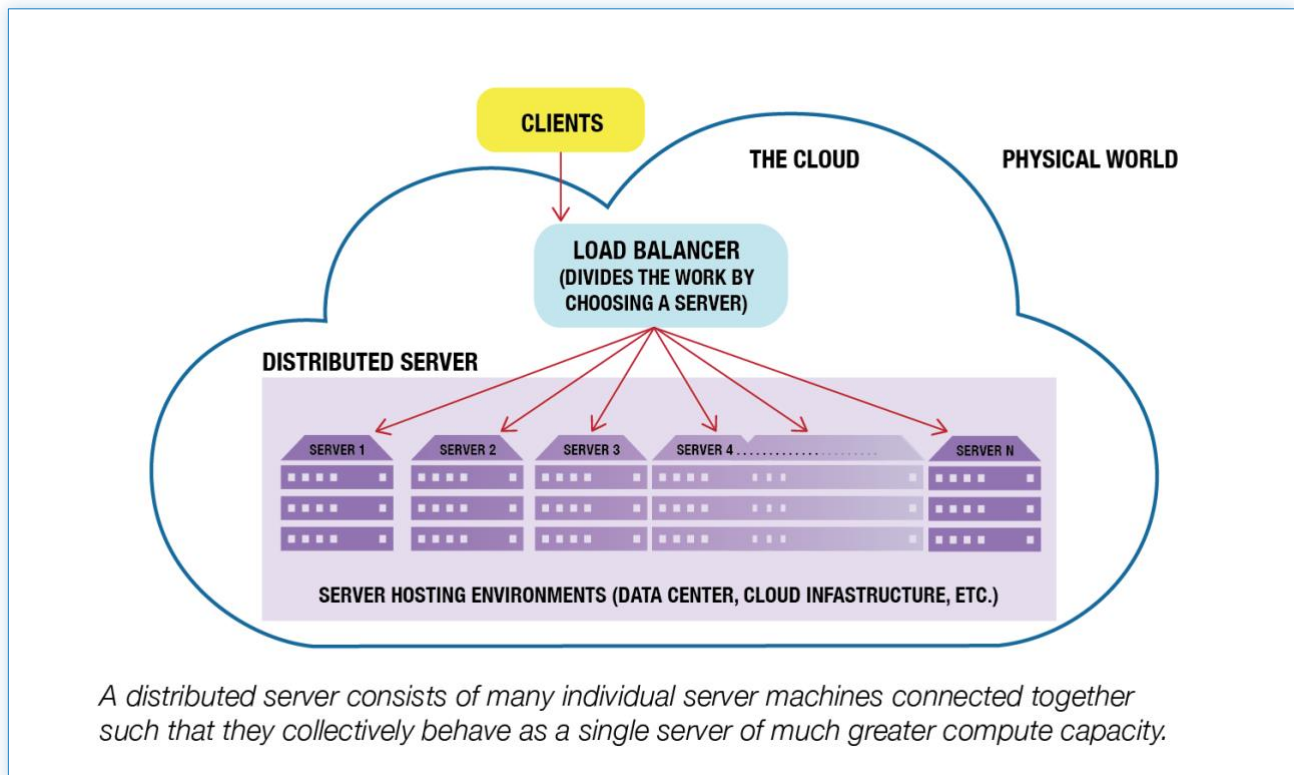 CLIENTS
THE CLOUD
PHYSICAL WORLD
LOAD BALANCER
(DIVIDES THE WORK BY
CHOOSING A SERVER)
DISTRIBUTED SERVER
SERVER 1
SERVER 2
SERVER 3
SERVER 4 ......................
SERVER N
SERVER HOSTING ENVIRONMENTS (DATA CENTER, CLOUD INFASTRUCTURE, ETC.)
A distributed server consists of many individual server machines connected together
such that they collectively behave as a single server of much greater compute capacity.